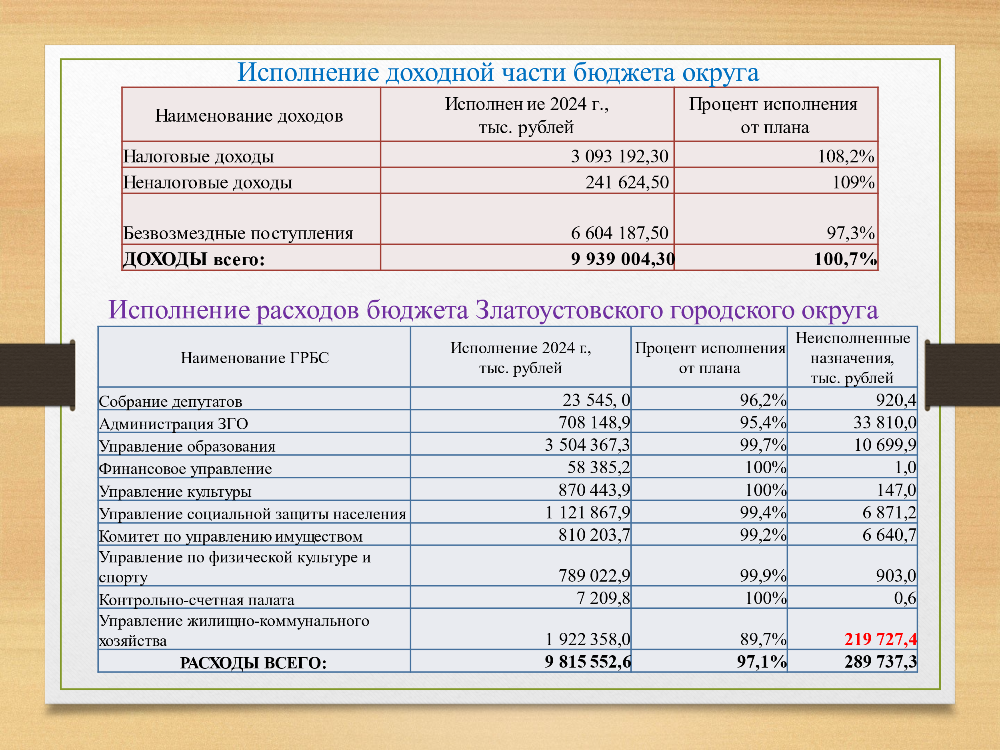 Исполнение доходной части бюджета округа
Наименование доходов
Исполнен ие 2024 г.,
тыс. рублей
Процент исполнения
от плана
Налоговые доходы 3 093 192,30 108,2%
Неналоговые доходы 241 624,50 109%
Безвозмездные поступления 6 604 187,50 97,3%
ДОХОДЫ всего: 9 939 004,30 100,7%
Исполнение расходов бюджета Златоустовского городского округа
Наименование ГРБС
Исполнение 2024 г.,
тыс. рублей
Процент исполнения
от плана
Неисполненные
назначения,
тыс. рублей
Собрание депутатов 23 545, 0 96,2% 920,4
Администрация ЗГО 708 148,9 95,4% 33 810,0
Управление образования 3 504 367,3 99,7% 10 699,9
Финансовое управление 58 385,2 100% 1,0
Управление культуры 870 443,9 100% 147,0
Управление социальной защиты населения 1 121 867,9 99,4% 6 871,2
Комитет по управлению имуществом 810 203,7 99,2% 6 640,7
Управление по физической культуре и
спорту 789 022,9 99,9% 903,0
Контрольно-счетная палата 7 209,8 100% 0,6
Управление жилищно-коммунального
хозяйства 1 922 358,0 89,7% 219 727,4
РАСХОДЫ ВСЕГО: 9 815 552,6 97,1% 289 737,3